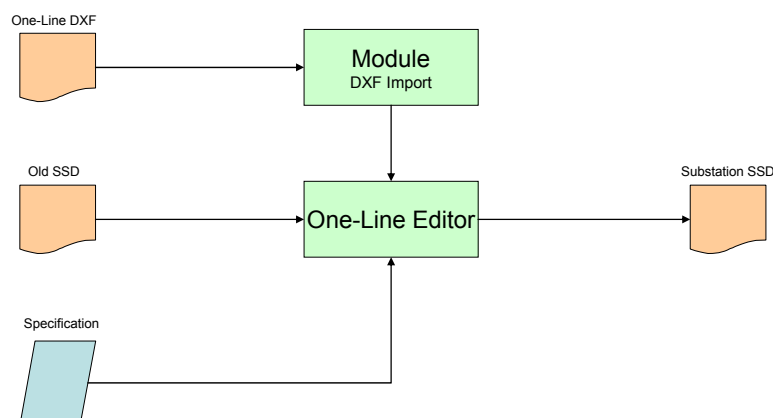 One-Line DXF
Module
DXF Import
Old SSD
One-Line Editor
Substation SSD
Specification